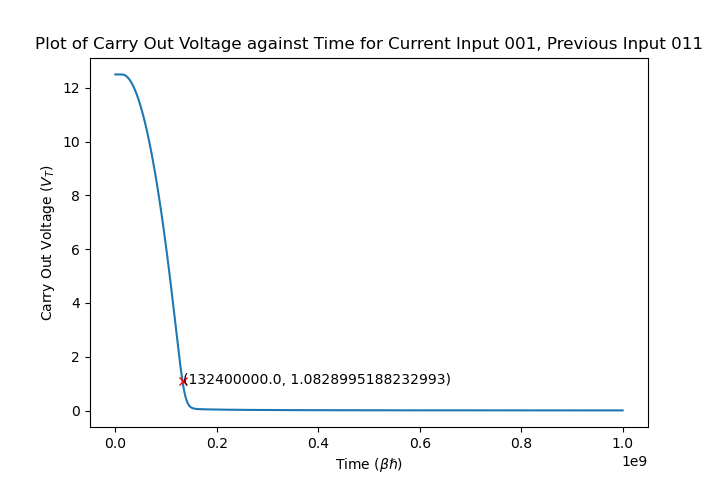 Plot of Carry Out Voltage against Time for Current Input 001, Previous Input 011
Carry Out Voltage (V_T)
12
10
8
6
4
2
0
(132400000.0, 1.0828995188232993)
0.0 0.2 0.4 0.6 0.8 1.0
1e9
Time (βħ)